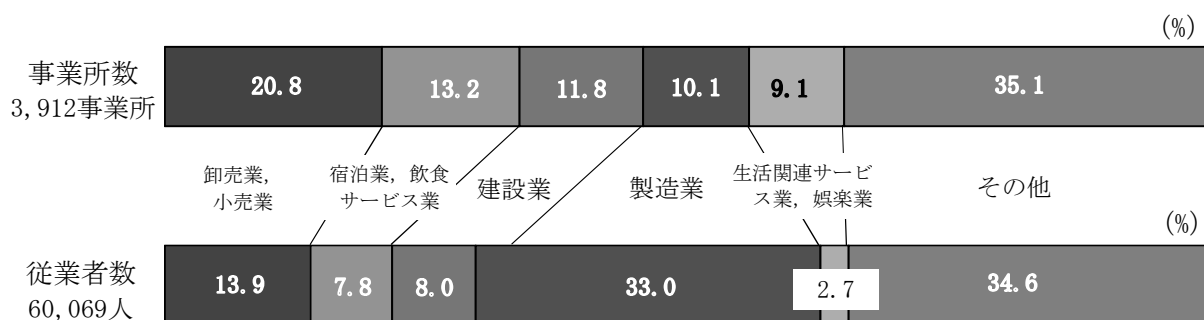 (%)
事業所数
3,912事業所
20.8
13.2
11.8
10.1
9.1
35.1
卸売業,
小売業
宿泊業, 飲食
サービス業
建設業
製造業
生活関連サービ
ス業, 娯楽業
その他
(%)
従業者数
60,069人
13.9
7.8
8.0
33.0
2.7
34.6